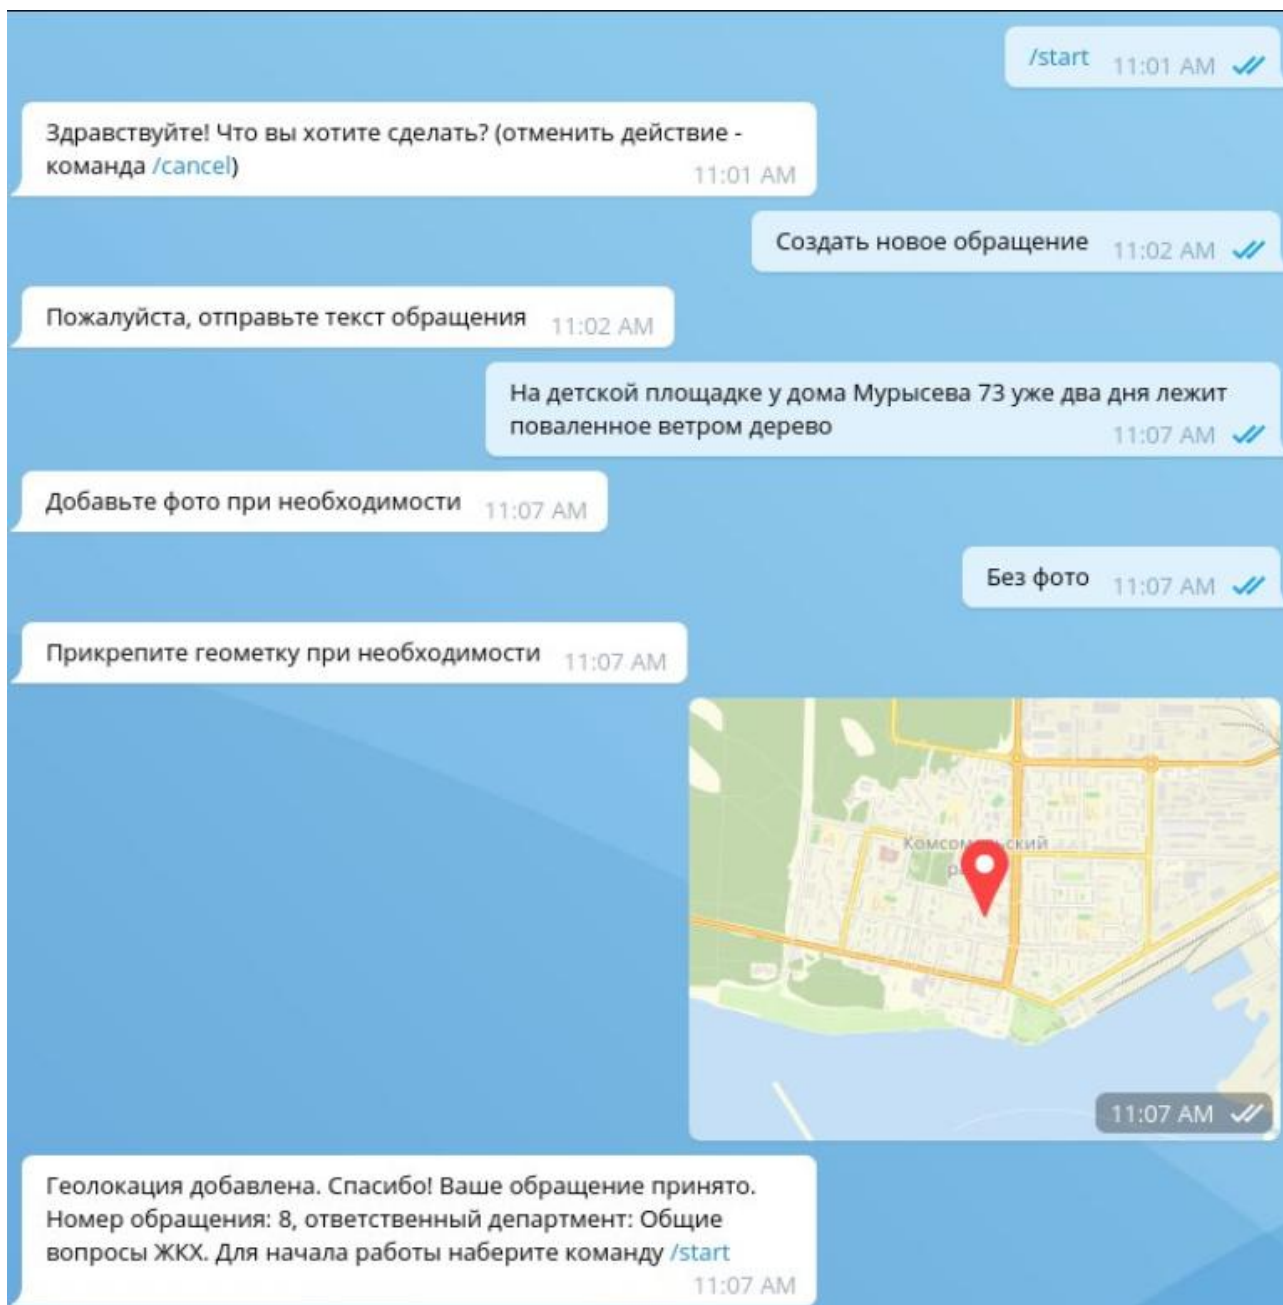 /start 11:01 AM
Здравствуйте! Что вы хотите сделать? (отменить действие -
команда /cancel)
11:01 AM
Создать новое обращение 11:02 AM
Пожалуйста, отправьте текст обращения 11:02 AM
На детской площадке у дома Мурысева 73 уже два дня лежит
поваленное ветром дерево 11:07 AM
Добавьте фото при необходимости 11:07 AM
Без фото 11:07 AM
Прикрепите геометку при необходимости 11:07 AM
11:07 AM
Геолокация добавлена. Спасибо! Ваше обращение принято.
Номер обращения: 8, ответственный департмент: Общие
вопросы ЖКХ. Для начала работы наберите команду /start
11:07 AM